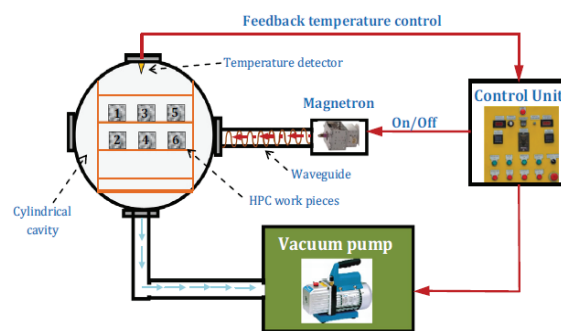 Feedback temperature control
Temperature detector
Magnetron
Control Unit
1 3 5
On/Off
2 4 6
Waveguide
HPC work pieces
Cylindrical
cavity
Vacuum pump